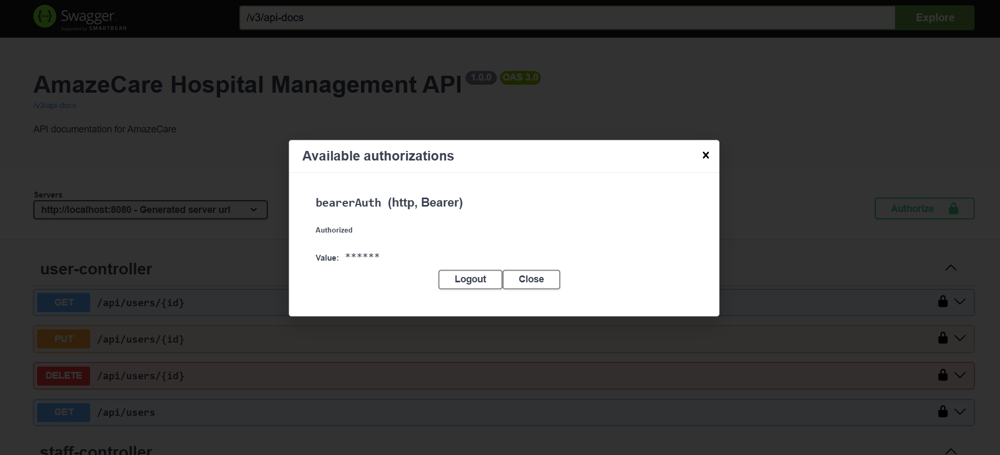 Swagger.
Supported by SMARTBEAR
/v3/api-docs
Explore
AmazeCare Hospital Management API 1.0.0 OAS 3.0
/v3/api-docs
API documentation for AmazeCare
Available authorizations
bearerAuth (http, Bearer)
Authorized
Value: ******
Logout Close
Servers
http://localhost:8080 - Generated server url
Authorize
user-controller
GET /api/users/{id}
PUT /api/users/{id}
DELETE /api/users/{id}
GET /api/users
staff-controller